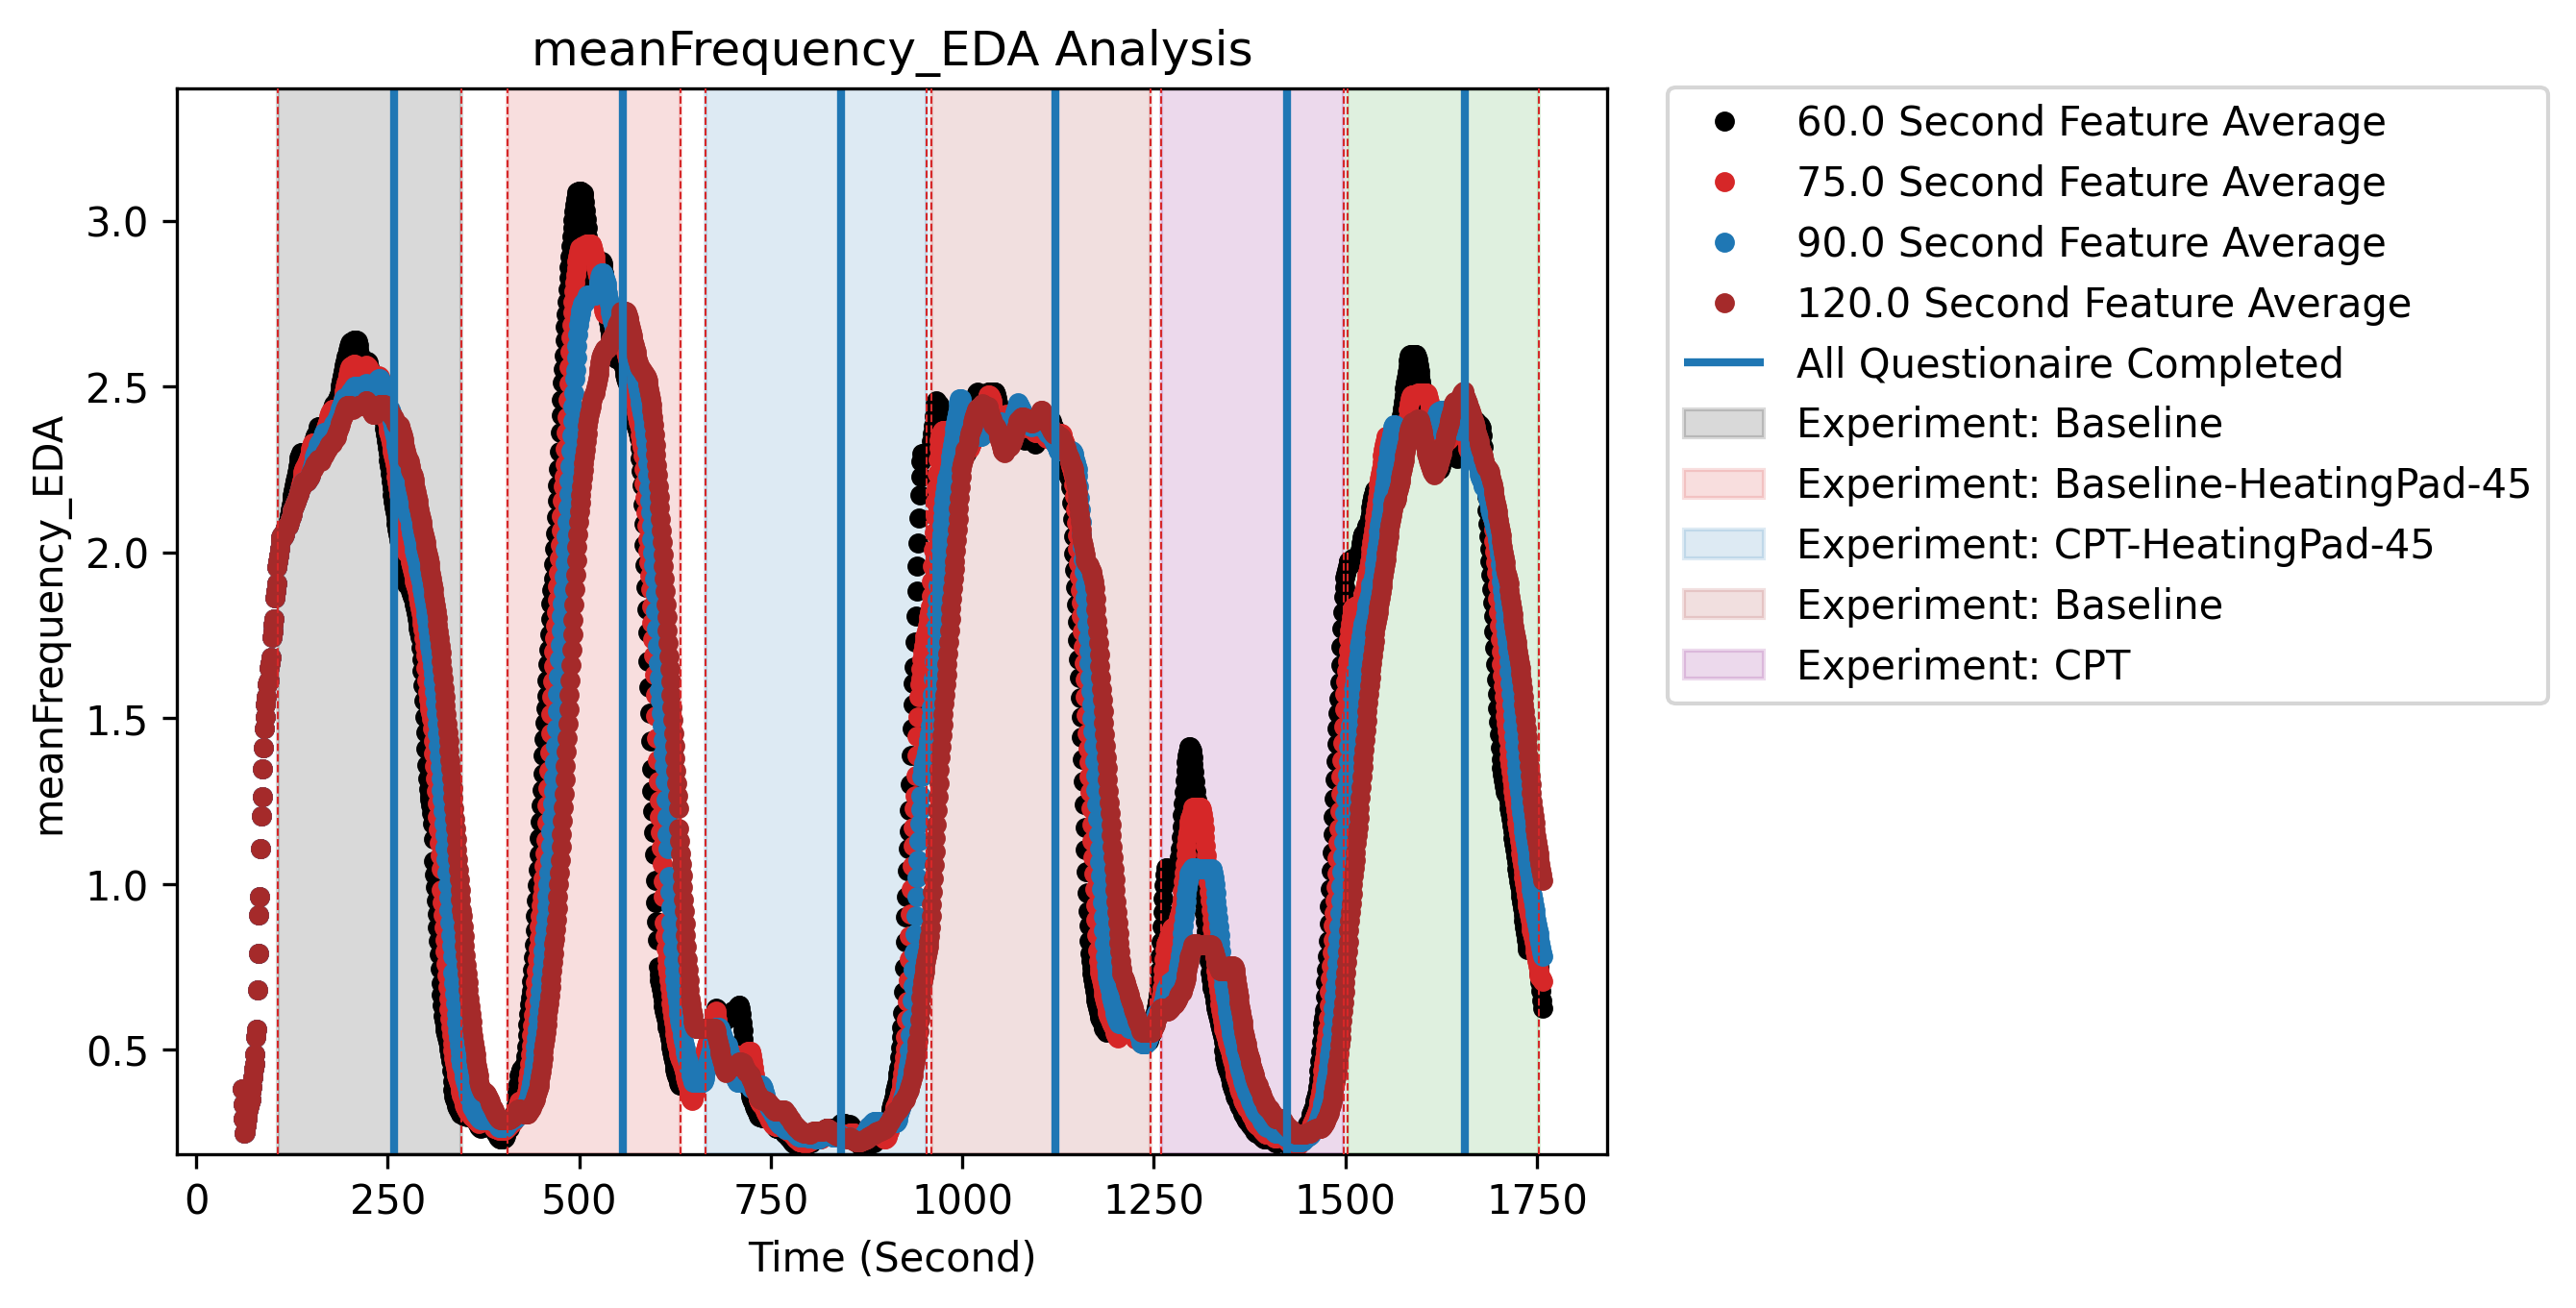 meanFrequency_EDA Analysis
meanFrequency_EDA
3.0
2.5
2.0
1.5
1.0
0.5
0 250 500 750 1000 1250 1500 1750
Time (Second)
60.0 Second Feature Average
75.0 Second Feature Average
90.0 Second Feature Average
120.0 Second Feature Average
All Questionaire Completed
Experiment: Baseline
Experiment: Baseline-HeatingPad-45
Experiment: CPT-HeatingPad-45
Experiment: Baseline
Experiment: CPT